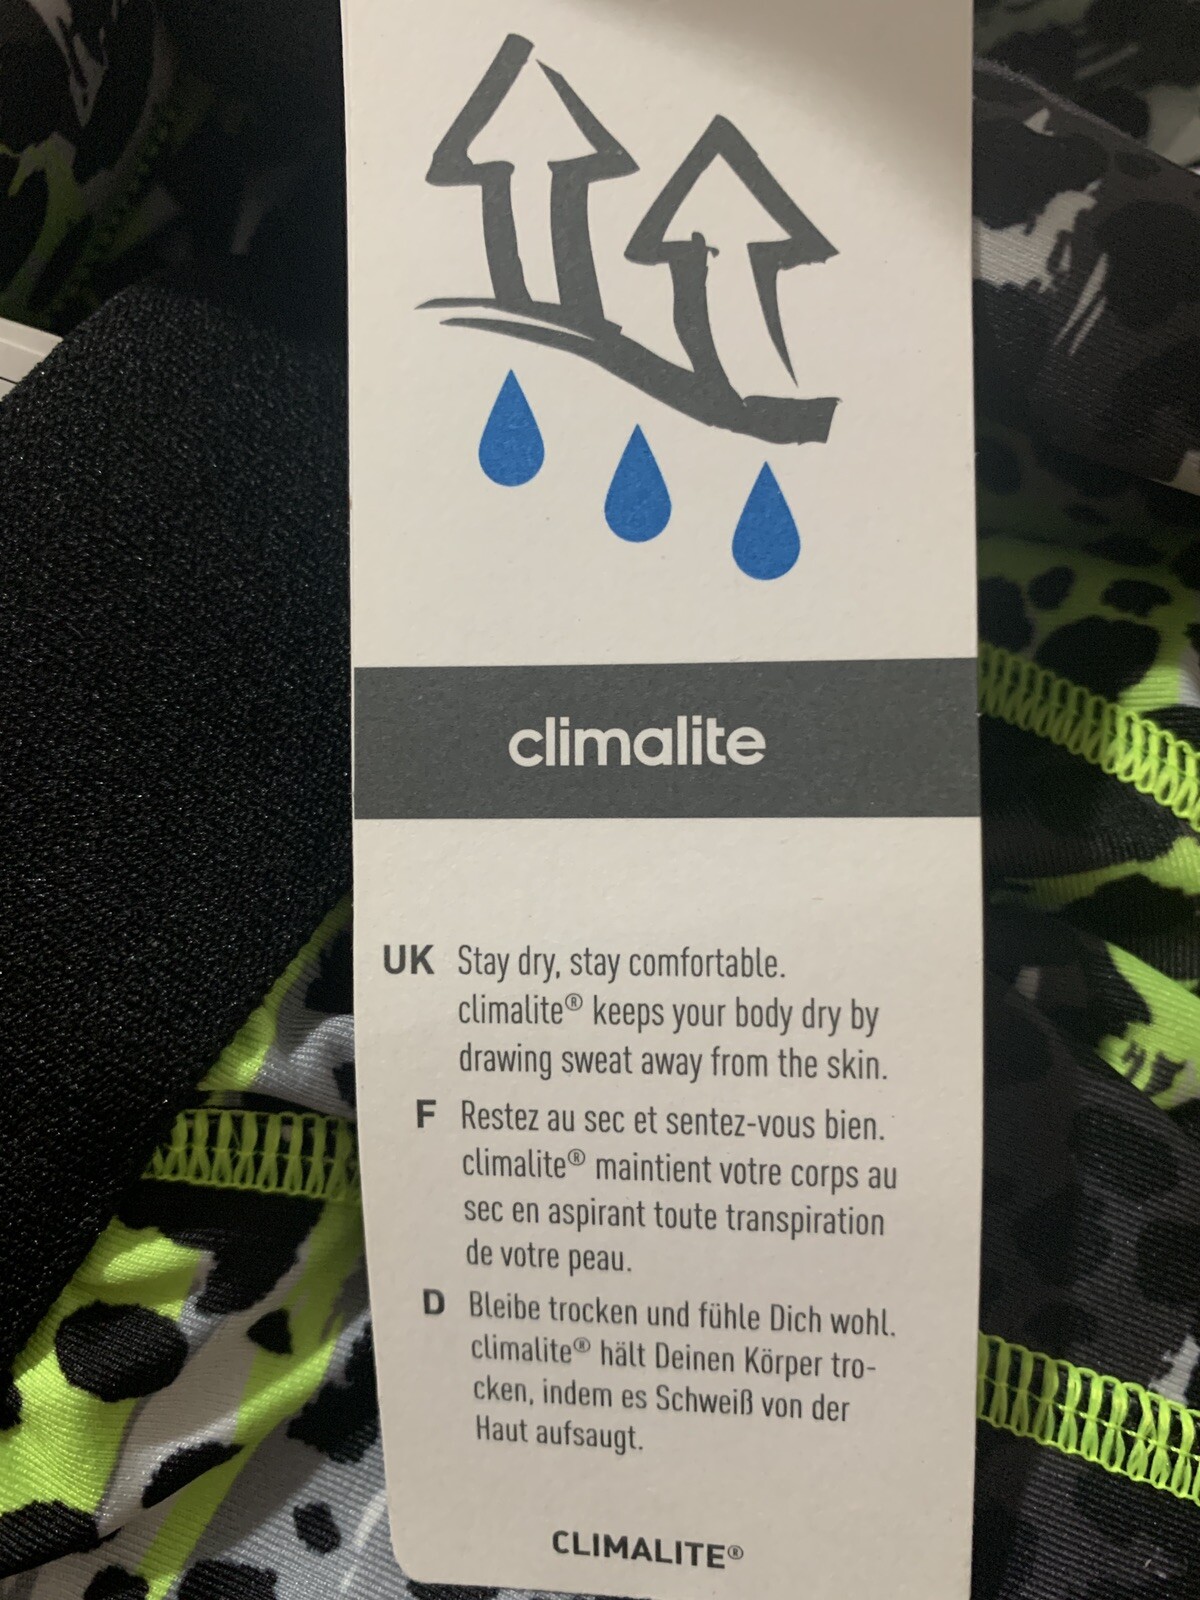 climalite
UK Stay dry, stay comfortable.
climalite® keeps your body dry by
drawing sweat away from the skin.
F Restez au sec et sentez-vous bien.
climalite® maintient votre corps au
sec en aspirant toute transpiration
de votre peau.
D Bleibe trocken und fühle Dich wohl.
climalite® hält Deinen Körper tro-
cken, indem es Schweiß von der
Haut aufsaugt.
CLIMALITE®